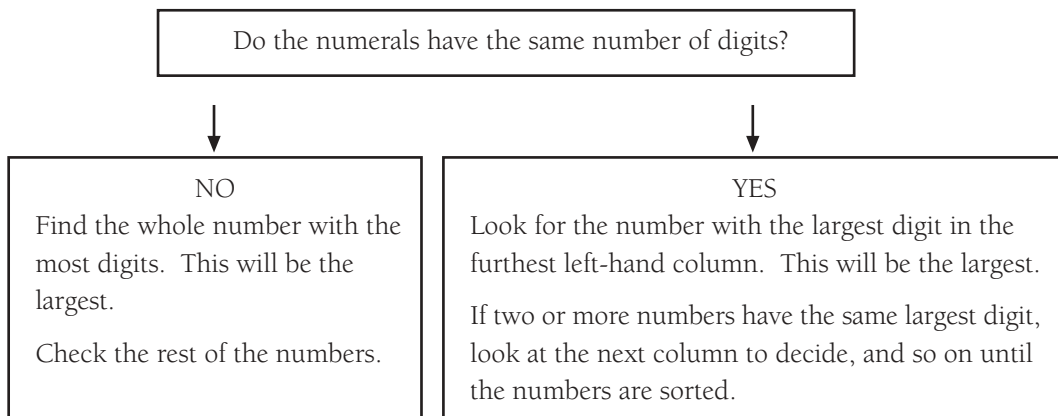 Do the numerals have the same number of digits?
NO
Find the whole number with the
most digits.  This will be the
largest.
Check the rest of the numbers.
YES
Look for the number with the largest digit in the
furthest left-hand column.  This will be the largest.
If two or more numbers have the same largest digit,
look at the next column to decide, and so on until
the numbers are sorted.